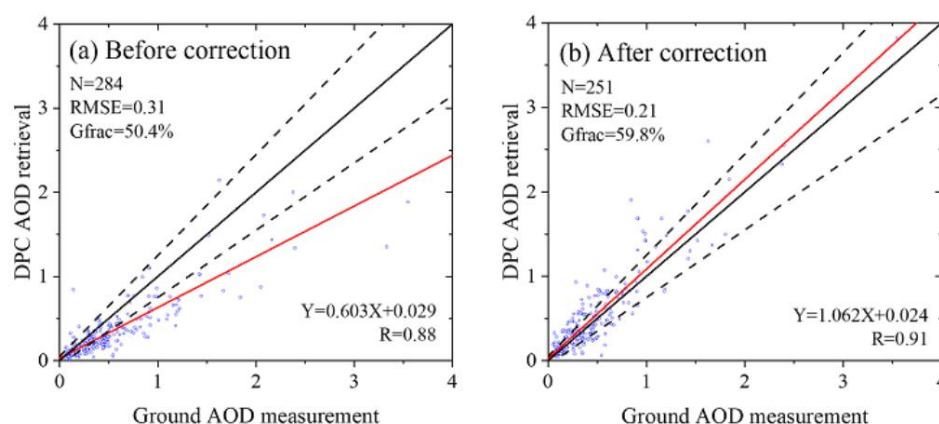 (a) Before correction
N=284
RMSE=0.31
Gfrac=50.4%
Y=0.603X+0.029
R=0.88
DPC AOD retrieval
4
3
2
1
0
0 1 2 3 4
Ground AOD measurement
(b) After correction
N=251
RMSE=0.21
Gfrac=59.8%
Y=1.062X+0.024
R=0.91
DPC AOD retrieval
4
3
2
1
0
0 1 2 3 4
Ground AOD measurement